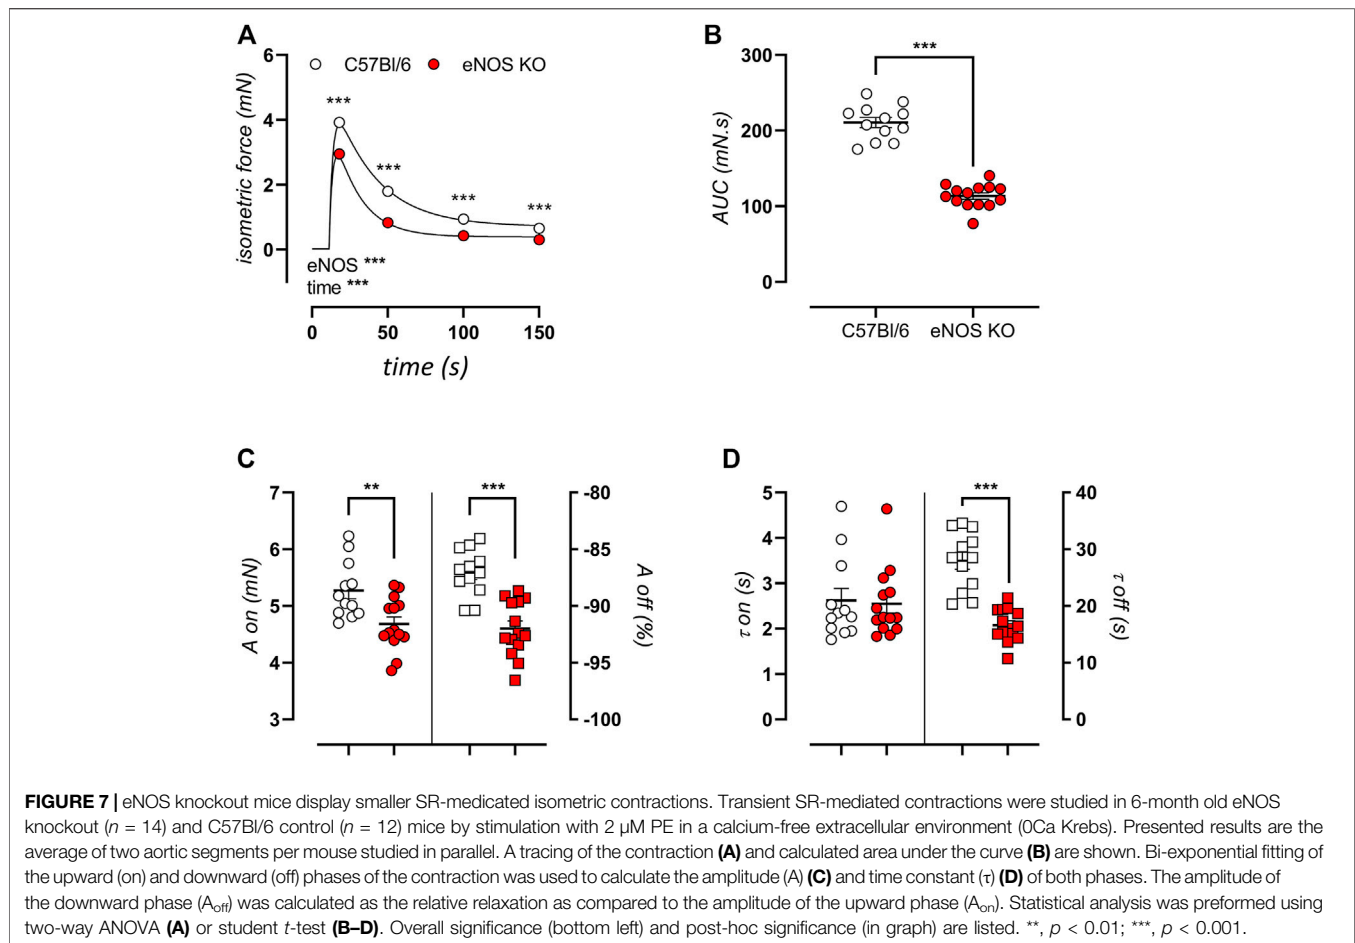 A
6
4
2
0
isometric force (mN)
C57Bl/6 eNOS KO
***
***
***
***
eNOS ***
time ***
0 50 100 150
time (s)
B
300
200
100
0
AUC (mN.s)
***
C57Bl/6 eNOS KO
C
7
6
5
4
3
A on (mN)
** ***
-80
-85
-90
-95
-100
A off (%)
D
5
4
3
2
1
0
τ on (s)
***
40
30
20
10
0
τ off (s)
FIGURE 7 | eNOS knockout mice display smaller SR-medicated isometric contractions. Transient SR-mediated contractions were studied in 6-month old eNOS
knockout (n = 14) and C57Bl/6 control (n = 12) mice by stimulation with 2 μM PE in a calcium-free extracellular environment (0Ca Krebs). Presented results are the
average of two aortic segments per mouse studied in parallel. A tracing of the contraction (A) and calculated area under the curve (B) are shown. Bi-exponential fitting of
the upward (on) and downward (off) phases of the contraction was used to calculate the amplitude (A) (C) and time constant (τ) (D) of both phases. The amplitude of
the downward phase (Aoff) was calculated as the relative relaxation as compared to the amplitude of the upward phase (Aon). Statistical analysis was preformed using
two-way ANOVA (A) or student t-test (B–D). Overall significance (bottom left) and post-hoc significance (in graph) are listed. **, p < 0.01; ***, p < 0.001.